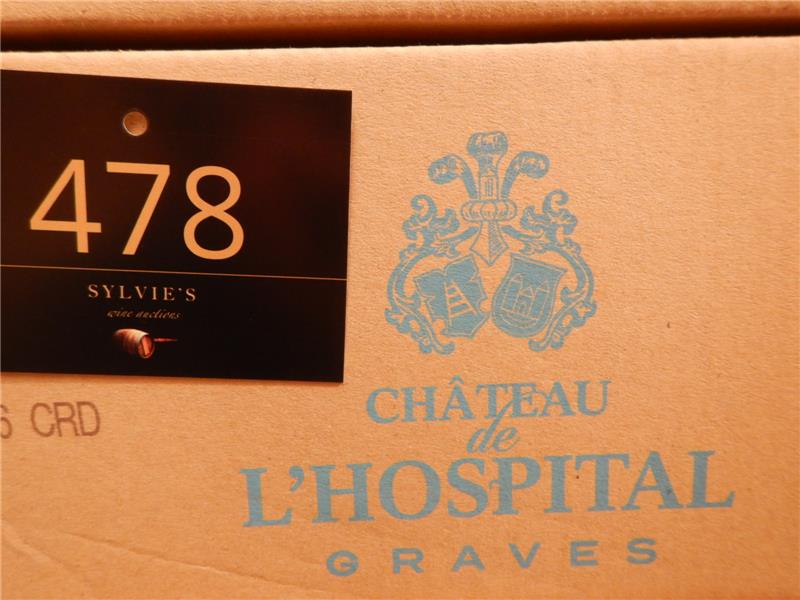 478
SYLVIE'S
wine auctions
6 CRD
CHÂTEAU
de
L'HOSPITAL
GRAVES